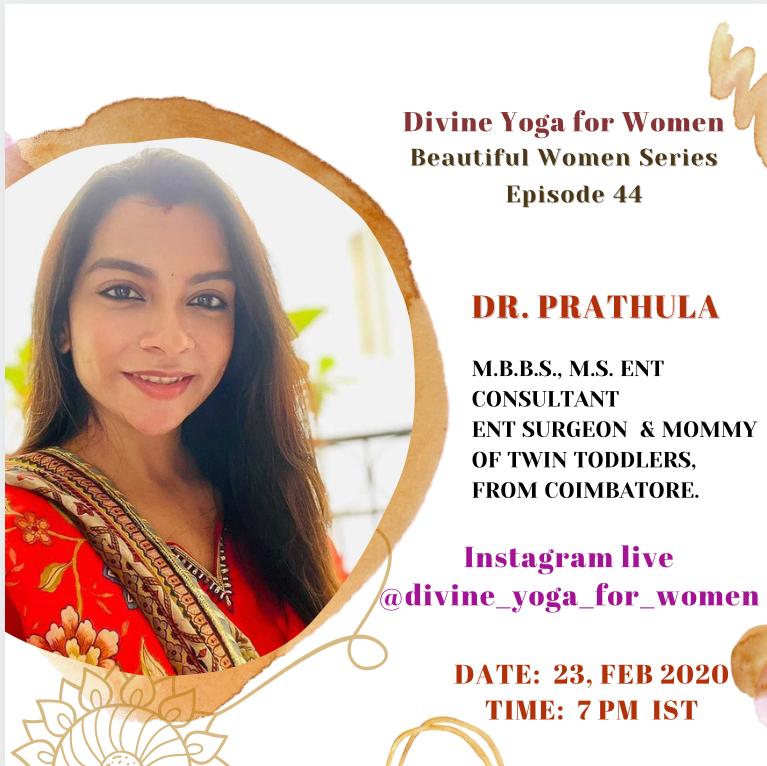 Divine Yoga for Women
Beautiful Women Series
Episode 44
DR. PRATHULA
M.B.B.S., M.S. ENT
CONSULTANT
ENT SURGEON & MOMMY
OF TWIN TODDLERS,
FROM COIMBATORE.
Instagram live
@divine_yoga_for_women
DATE: 23, FEB 2020
TIME: 7 PM IST